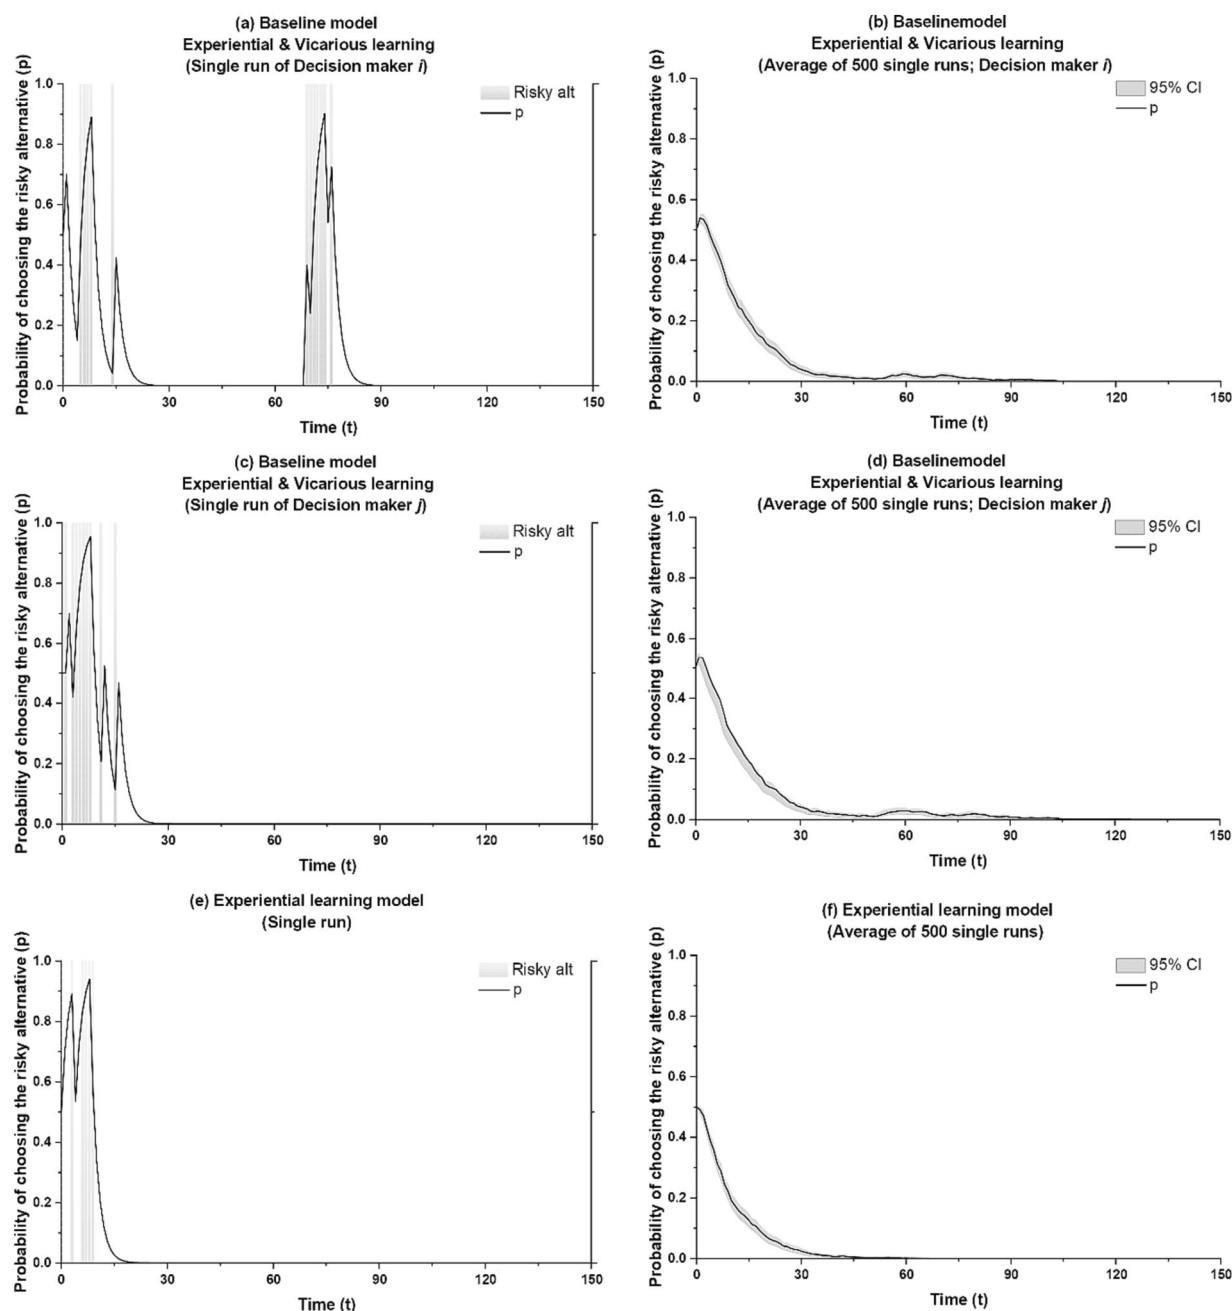 (a) Baseline model
Experiential & Vicarious learning
(Single run of Decision maker i)
Risky alt
p
Probability of choosing the risky alternative (p)
1.0
0.8
0.6
0.4
0.2
0.0
0
30
60
90
120
150
Time (t)
(b) Baselinemodel
Experiential & Vicarious learning
(Average of 500 single runs; Decision maker i)
95% CI
p
Probability of choosing the risky alternative (p)
1.0
0.8
0.6
0.4
0.2
0.0
0
30
60
90
120
150
Time (t)
(c) Baseline model
Experiential & Vicarious learning
(Single run of Decision maker j)
Risky alt
p
Probability of choosing the risky alternative (p)
1.0
0.8
0.6
0.4
0.2
0.0
0
30
60
90
120
150
Time (t)
(d) Baselinemodel
Experiential & Vicarious learning
(Average of 500 single runs; Decision maker j)
95% CI
p
Probability of choosing the risky alternative (p)
1.0
0.8
0.6
0.4
0.2
0.0
0
30
60
90
120
150
Time (t)
(e) Experiential learning model
(Single run)
Risky alt
p
Probability of choosing the risky alternative (p)
1.0
0.8
0.6
0.4
0.2
0.0
0
30
60
90
120
150
Time (t)
(f) Experiential learning model
(Average of 500 single runs)
95% CI
p
Probability of choosing the risky alternative (p)
1.0
0.8
0.6
0.4
0.2
0.0
0
30
60
90
120
150
Time (t)